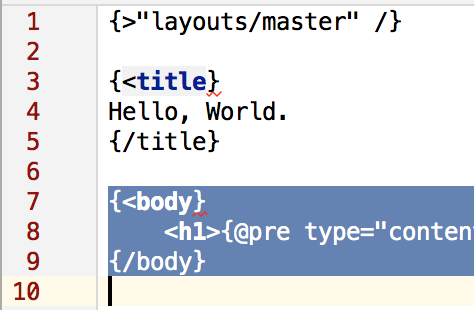 1 {>"layouts/master" /}
2
3 {<title}
4 Hello, World.
5 {/title}
6
7 {<body}
8 <h1>{@pre type="conten
9 {/body}
10